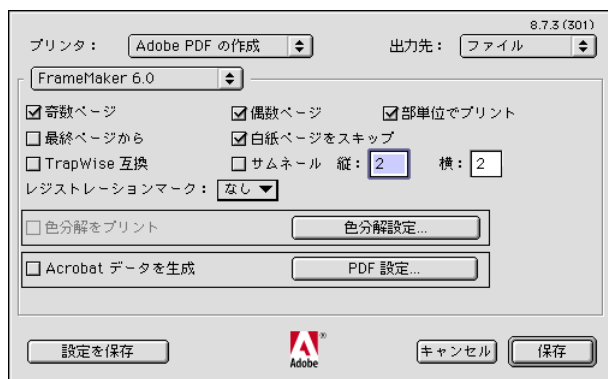 8.7.3 (301)
プリンタ： Adobe PDF の作成 出力先： ファイル
FrameMaker 6.0
奇数ページ 偶数ページ 部単位でプリント
最終ページから 白紙ページをスキップ
TrapWise 互換 サムネール 縦： 2 横： 2
レジストレーションマーク： なし
色分解をプリント 色分解設定...
Acrobat データを生成 PDF 設定...
設定を保存 Adobe ® キャンセル 保存